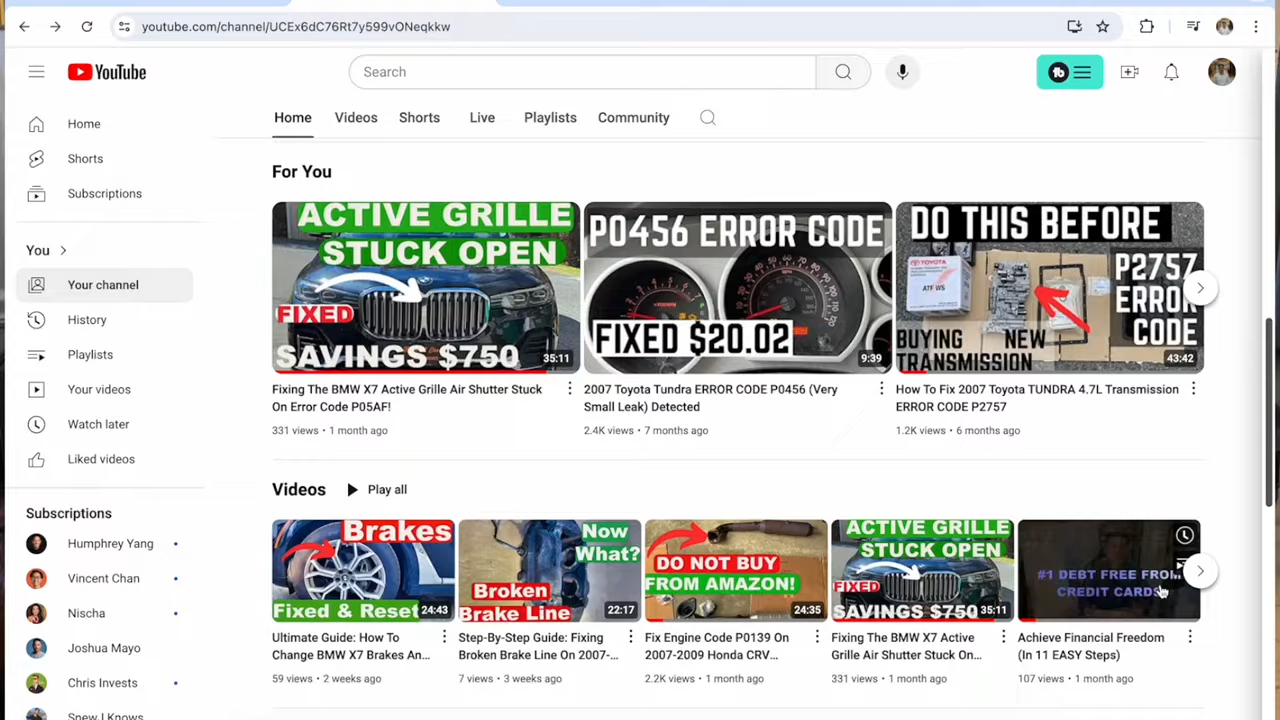 youtube.com/channel/UCEx6dC76Rt7y599vONeqkkw
YouTube
Search
Home
Videos
Shorts
Live
Playlists
Community
Home
Shorts
Subscriptions
You
Your channel
History
Playlists
Your videos
Watch later
Liked videos
Subscriptions
Humphrey Yang
Vincent Chan
Nischa
Joshua Mayo
Chris Invests
For You
ACTIVE GRILLE
STUCK OPEN
FIXED
SAVINGS $750
35:11
Fixing The BMW X7 Active Grille Air Shutter Stuck
On Error Code P05AF!
331 views • 1 month ago
P0456 ERROR CODE
FIXED $20.02
9:39
2007 Toyota Tundra ERROR CODE P0456 (Very
Small Leak) Detected
2.4K views • 7 months ago
DO THIS BEFORE
P2757
ERROR
CODE
TOYOTA
ATF WS
BUYING NEW
TRANSMISSION
43:42
How To Fix 2007 Toyota TUNDRA 4.7L Transmission
ERROR CODE P2757
1.2K views • 6 months ago
Videos
Play all
Brakes
Fixed & Reset
24:43
Ultimate Guide: How To
Change BMW X7 Brakes An...
59 views • 2 weeks ago
Now
What?
Broken
Brake Line
22:17
Step-By-Step Guide: Fixing
Broken Brake Line On 2007-...
7 views • 3 weeks ago
DO NOT BUY
FROM AMAZON!
24:35
Fix Engine Code P0139 On
2007-2009 Honda CRV...
2.2K views • 1 month ago
ACTIVE GRILLE
STUCK OPEN
FIXED
SAVINGS $750
35:11
Fixing The BMW X7 Active
Grille Air Shutter Stuck On...
331 views • 1 month ago
#1 DEBT FREE FROM
CREDIT CARDS
Achieve Financial Freedom
(In 11 EASY Steps)
107 views • 1 month ago